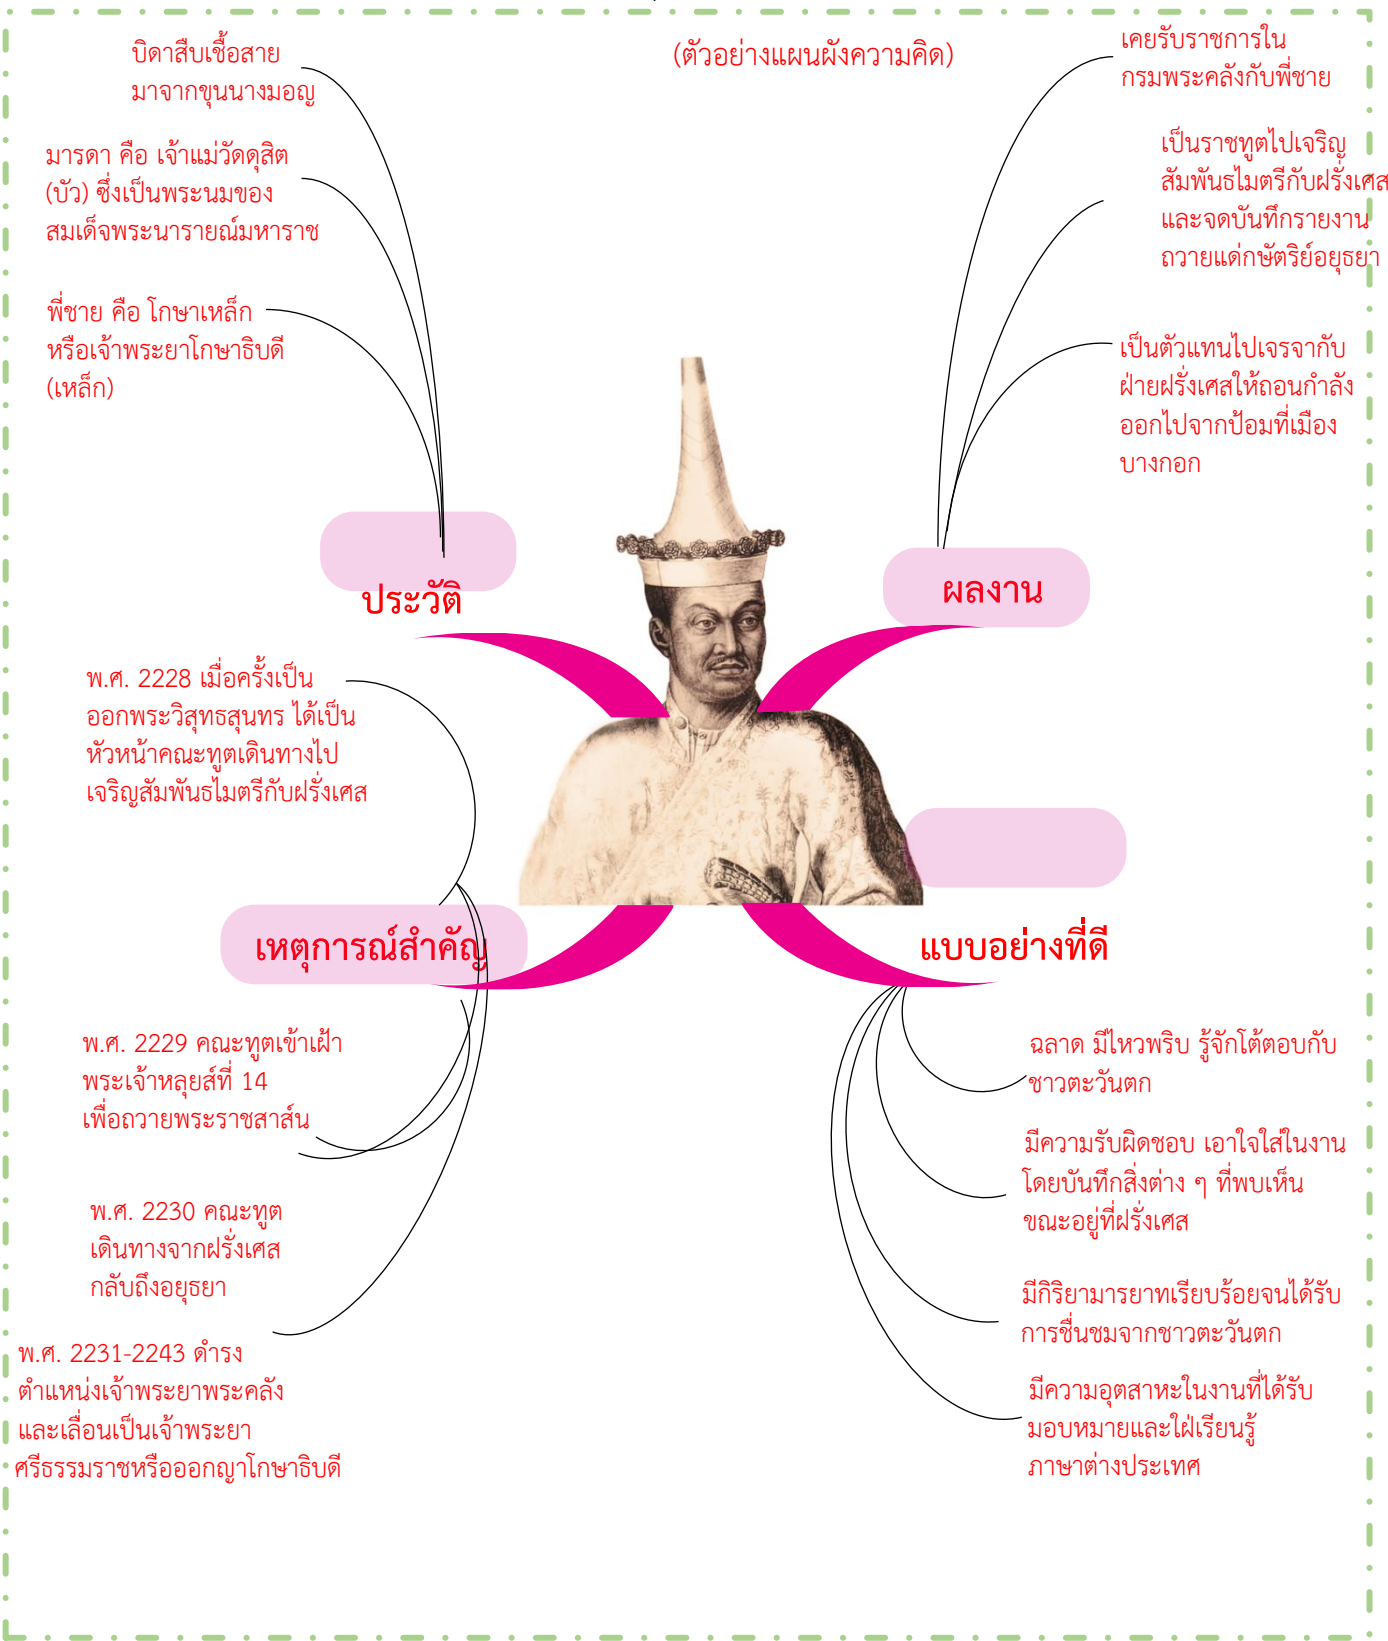 (ตัวอย่างแผนผังความคิด)
บิดาสืบเชื้อสาย
มาจากขุนนางมอญ
มารดา คือ เจ้าแม่วัดดุสิต
(บัว) ซึ่งเป็นพระนมของ
สมเด็จพระนารายณ์มหาราช
พี่ชาย คือ โกษาเหล็ก
หรือเจ้าพระยาโกษาธิบดี
(เหล็ก)
ประวัติ
เคยรับราชการใน
กรมพระคลังกับพี่ชาย
เป็นราชทูตไปเจริญ
สัมพันธไมตรีกับฝรั่งเศส
และจดบันทึกรายงาน
ถวายแด่กษัตริย์อยุธยา
เป็นตัวแทนไปเจรจากับ
ฝ่ายฝรั่งเศสให้ถอนกำลัง
ออกไปจากป้อมที่เมือง
บางกอก
ผลงาน
พ.ศ. 2228 เมื่อครั้งเป็น
ออกพระวิสุทธสุนทร ได้เป็น
หัวหน้าคณะทูตเดินทางไป
เจริญสัมพันธไมตรีกับฝรั่งเศส
เหตุการณ์สำคัญ
พ.ศ. 2229 คณะทูตเข้าเฝ้า
พระเจ้าหลุยส์ที่ 14
เพื่อถวายพระราชสาส์น
พ.ศ. 2230 คณะทูต
เดินทางจากฝรั่งเศส
กลับถึงอยุธยา
พ.ศ. 2231-2243 ดำรง
ตำแหน่งเจ้าพระยาพระคลัง
และเลื่อนเป็นเจ้าพระยา
ศรีธรรมราชหรือออกญาโกษาธิบดี
แบบอย่างที่ดี
ฉลาด มีไหวพริบ รู้จักโต้ตอบกับ
ชาวตะวันตก
มีความรับผิดชอบ เอาใจใส่ในงาน
โดยบันทึกสิ่งต่าง ๆ ที่พบเห็น
ขณะอยู่ที่ฝรั่งเศส
มีกิริยามารยาทเรียบร้อยจนได้รับ
การชื่นชมจากชาวตะวันตก
มีความอุตสาหะในงานที่ได้รับ
มอบหมายและใฝ่เรียนรู้
ภาษาต่างประเทศ